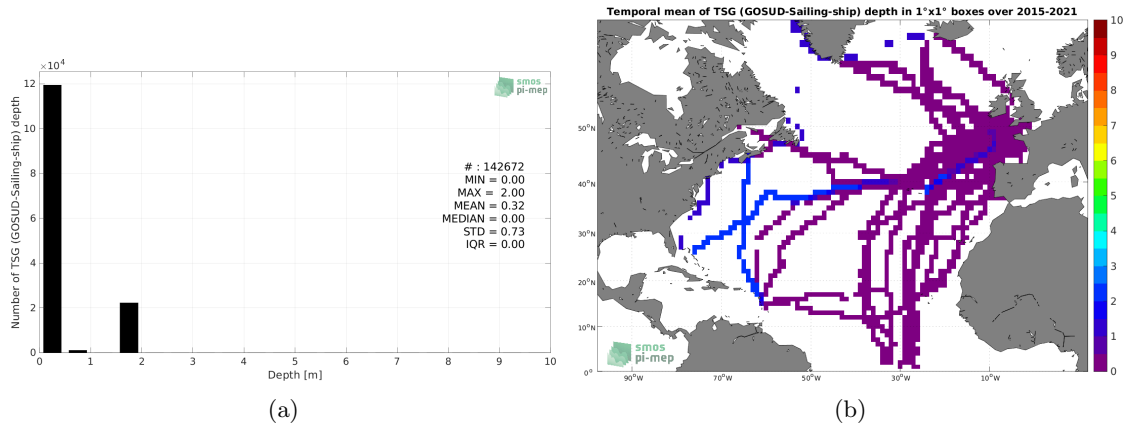 ×10⁴
12
10
8
6
4
2
0
Number of TSG (GOSUD-Sailing-ship) depth
smos
pi-mep
# : 142672
MIN = 0.00
MAX = 2.00
MEAN = 0.32
MEDIAN = 0.00
STD = 0.73
IQR = 0.00
0 1 2 3 4 5 6 7 8 9 10
Depth [m]
(a)
Temporal mean of TSG (GOSUD-Sailing-ship) depth in 1°x1° boxes over 2015-2021
50°N
40°N
30°N
20°N
10°N
0°
90°W 70°W 50°W 30°W 10°W
smos
pi-mep
10
9
8
7
6
5
4
3
2
1
0
(b)